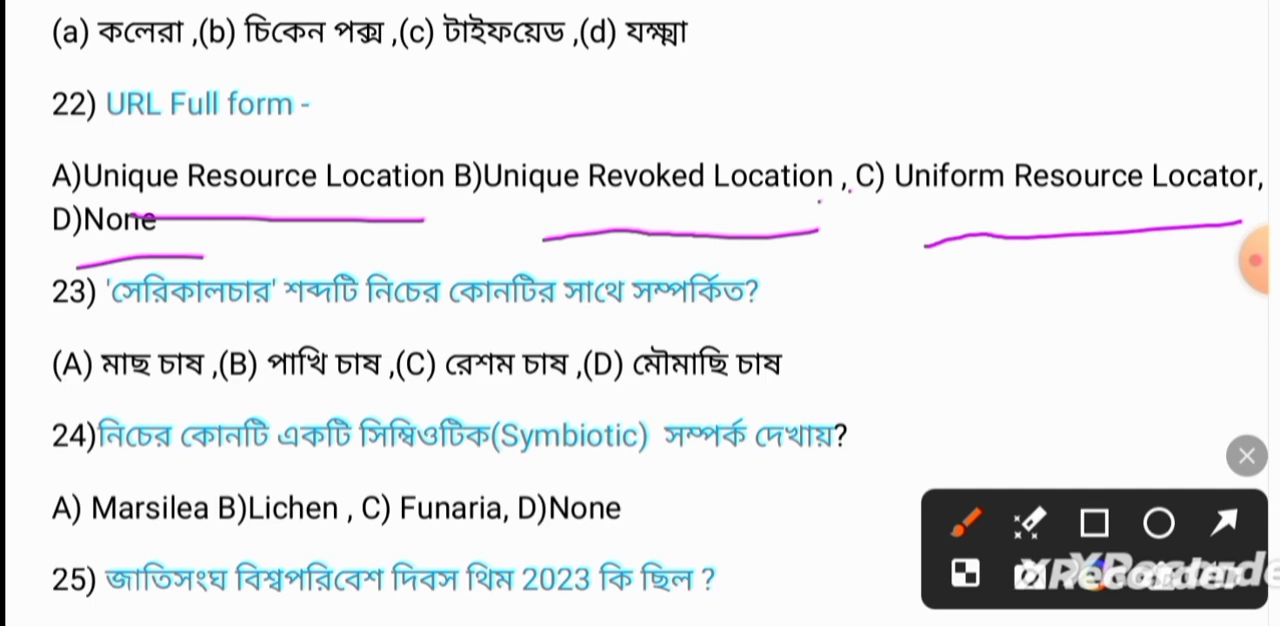 (a) কলেরা ,(b) চিকেন পক্স ,(c) টাইফয়েড ,(d) যক্ষ্মা
22) URL Full form -
A)Unique Resource Location B)Unique Revoked Location , C) Uniform Resource Locator,
D)None
23) 'সেরিকালচার' শব্দটি নিচের কোনটির সাথে সম্পর্কিত?
(A) মাছ চাষ ,(B) পাখি চাষ ,(C) রেশম চাষ ,(D) মৌমাছি চাষ
24)নিচের কোনটি একটি সিম্বিওটিক(Symbiotic) সম্পর্ক দেখায়?
A) Marsilea B)Lichen , C) Funaria, D)None
25) জাতিসংঘ বিশ্বপরিবেশ দিবস থিম 2023 কি ছিল ?